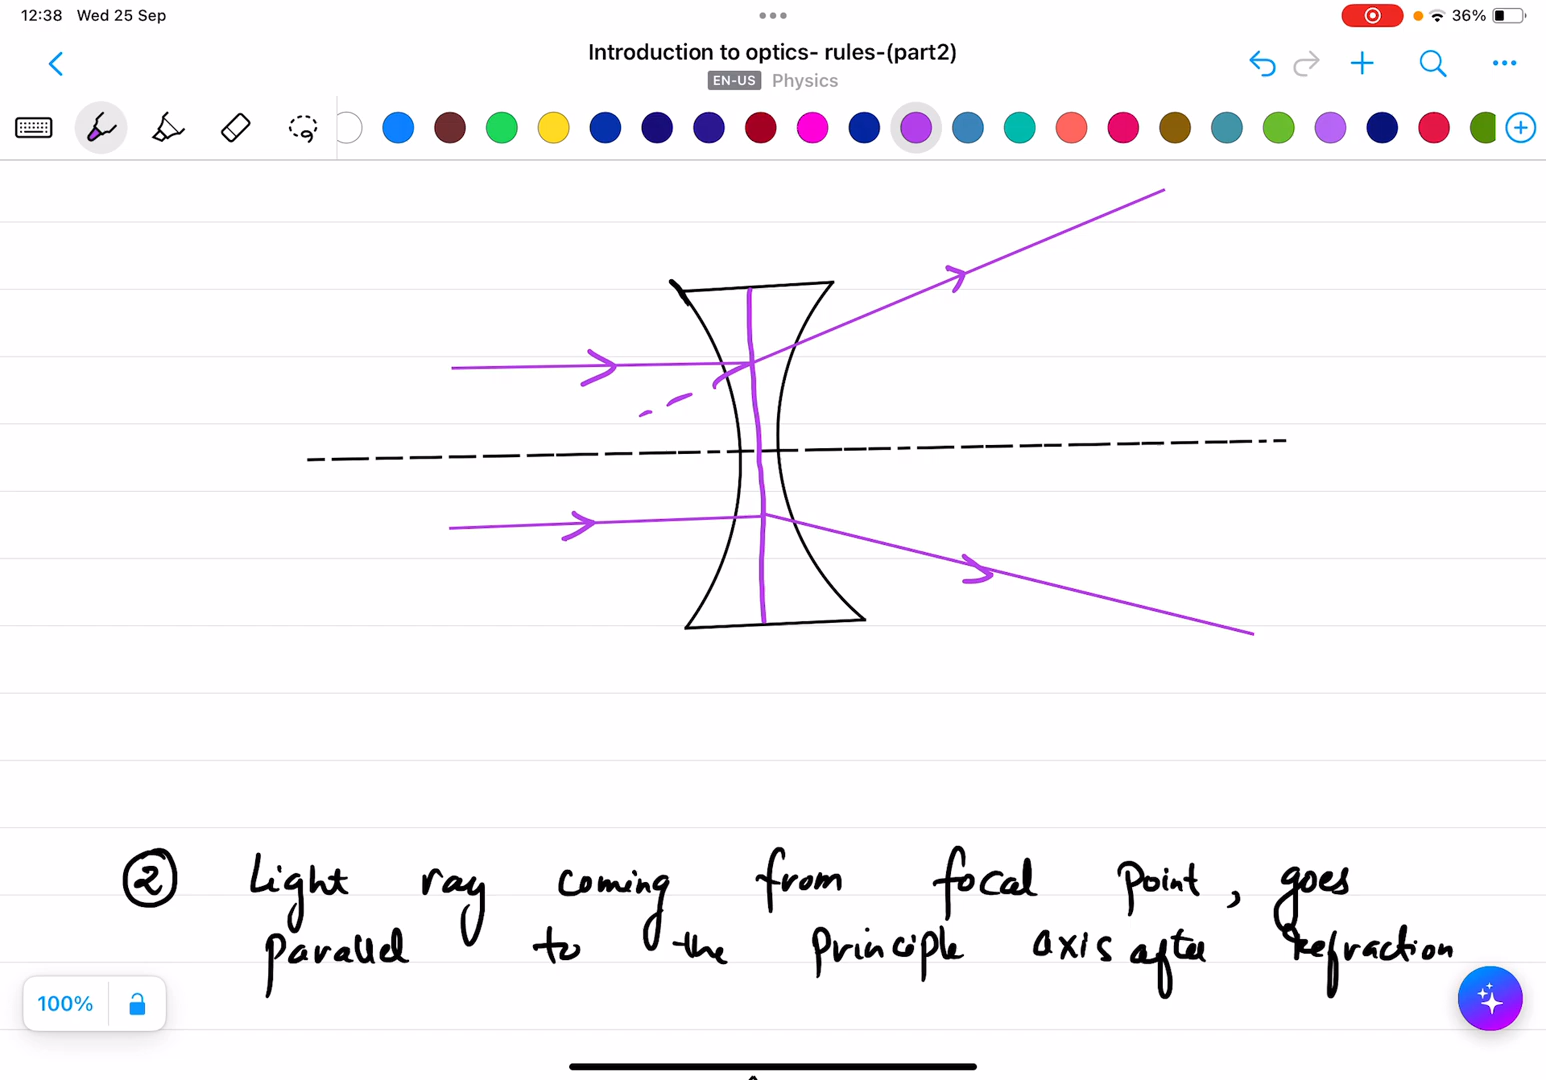 12:38 Wed 25 Sep
36%
Introduction to optics- rules-(part2)
EN-US Physics
② Light ray coming from focal point, goes
parallel to the principle axis after refraction
100%